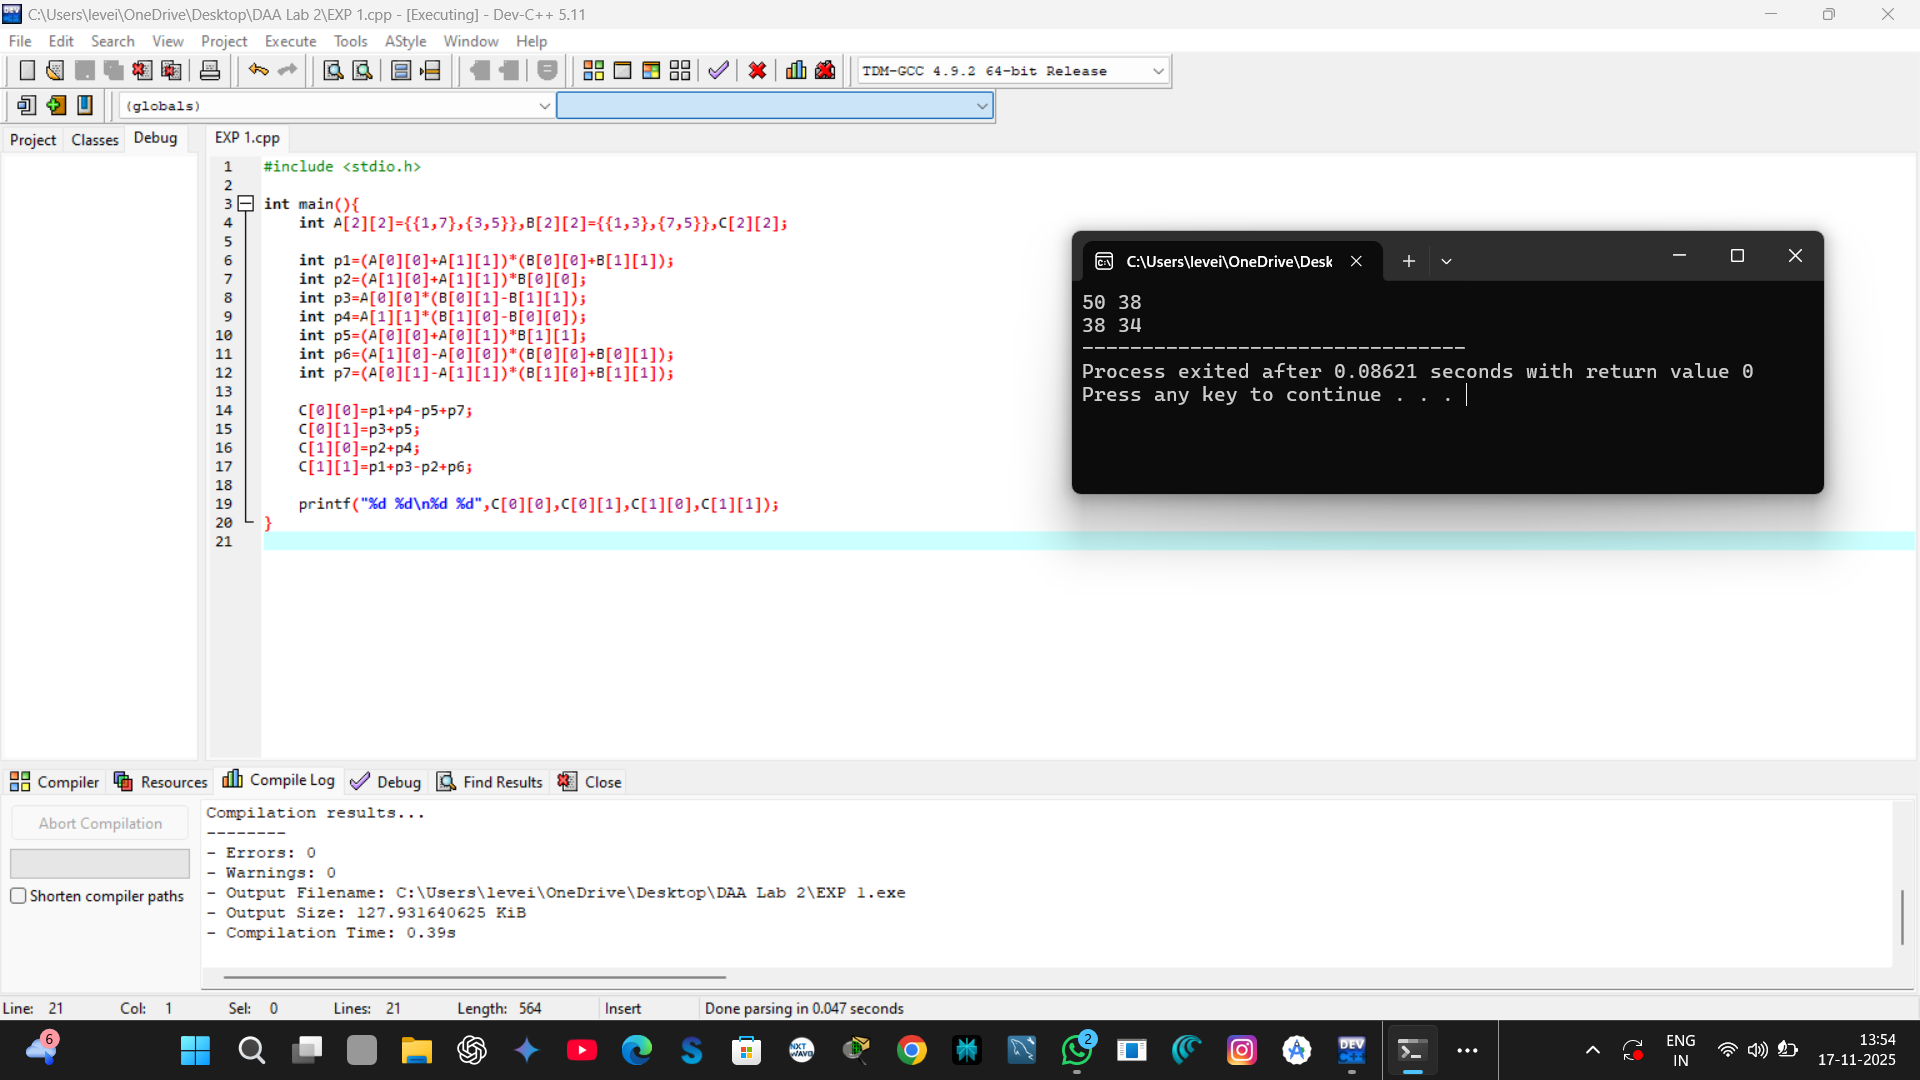 C:\Users\levei\OneDrive\Desktop\DAA Lab 2\EXP 1.cpp - [Executing] - Dev-C++ 5.11
File Edit Search View Project Execute Tools AStyle Window Help
TDM-GCC 4.9.2 64-bit Release
(globals)
Project Classes Debug EXP 1.cpp
1 #include <stdio.h>
2
3 int main(){
4 int A[2][2]={{1,7},{3,5}},B[2][2]={{1,3},{7,5}},C[2][2];
5
6 int p1=(A[0][0]+A[1][1])*(B[0][0]+B[1][1]);
7 int p2=(A[1][0]+A[1][1])*B[0][0];
8 int p3=A[0][0]*(B[0][1]-B[1][1]);
9 int p4=A[1][1]*(B[1][0]-B[0][0]);
10 int p5=(A[0][0]+A[0][1])*B[1][1];
11 int p6=(A[1][0]-A[0][0])*(B[0][0]+B[0][1]);
12 int p7=(A[0][1]-A[1][1])*(B[1][0]+B[1][1]);
13
14 C[0][0]=p1+p4-p5+p7;
15 C[0][1]=p3+p5;
16 C[1][0]=p2+p4;
17 C[1][1]=p1+p3-p2+p6;
18
19 printf("%d %d\n%d %d",C[0][0],C[0][1],C[1][0],C[1][1]);
20 }
21
C:\Users\levei\OneDrive\Desk
50 38
38 34
--------------------------------
Process exited after 0.08621 seconds with return value 0
Press any key to continue . . .
Compiler Resources Compile Log Debug Find Results Close
Abort Compilation
Shorten compiler paths
Compilation results...
--------
- Errors: 0
- Warnings: 0
- Output Filename: C:\Users\levei\OneDrive\Desktop\DAA Lab 2\EXP 1.exe
- Output Size: 127.931640625 KiB
- Compilation Time: 0.39s
Line: 21 Col: 1 Sel: 0 Lines: 21 Length: 564 Insert Done parsing in 0.047 seconds
6
NXT WAVE
2
DEV C++
ENG
IN
13:54
17-11-2025